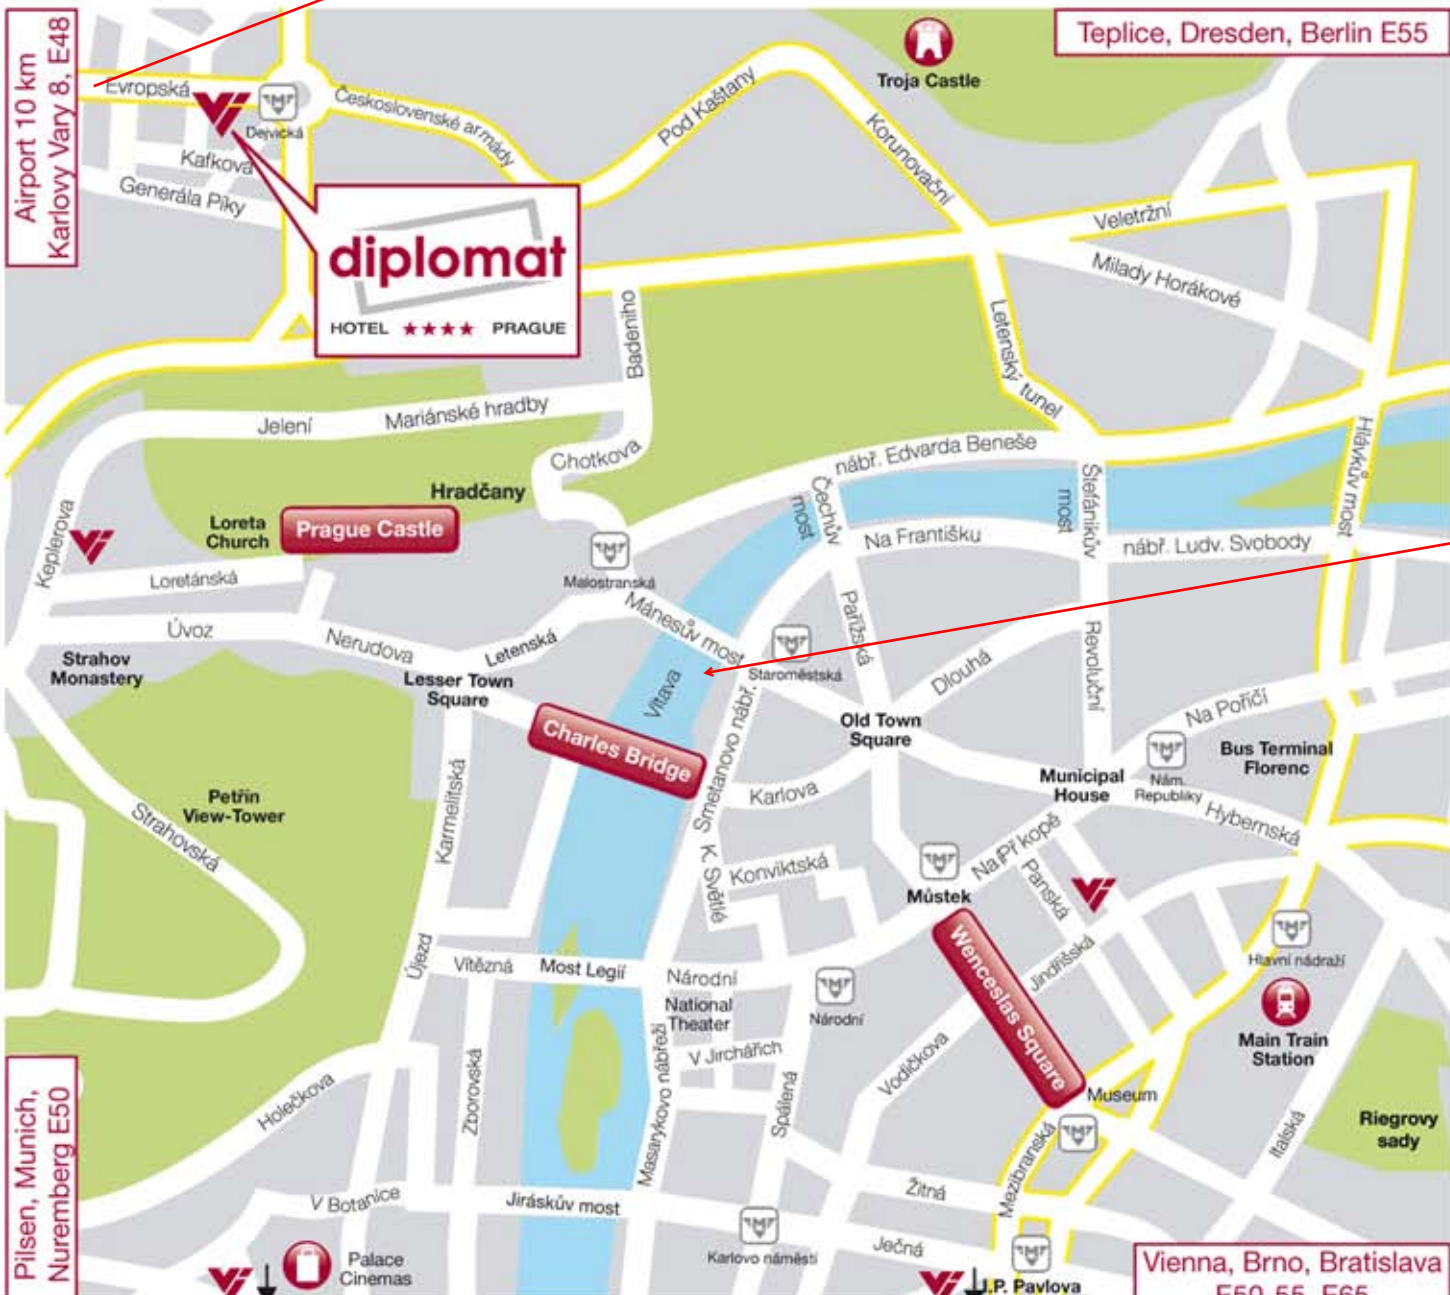 Airport 10 km
Karlovy Vary 8, E48
Teplice, Dresden, Berlin E55
Troja Castle
Evropská
Dejvická
Československé armády
Pod Kaštany
Korunovační
Kafkova
Generála Píky
diplomat
HOTEL ★★★★ PRAGUE
Veletržní
Milady Horákové
Badeniho
Letenský tunel
Jelení
Mariánské hradby
Chotkova
nábř. Edvarda Beneše
Hlávkův most
Hradčany
Čechův
most
Štefánikův
most
Keplerova
Loreta
Church
Prague Castle
Na Františku
nábř. Ludv. Svobody
Loretánská
Malostranská
Mánesův most
Pařížská
Úvoz
Nerudova
Letenská
Staroměstská
Dlouhá
Revoluční
Strahov
Monastery
Lesser Town
Square
Vltava
Smetanovo nábř.
Old Town
Square
Na Poříčí
Charles Bridge
Bus Terminal
Florenc
Municipal
House
Nám.
Republiky
Petřín
View-Tower
Karlova
Hybernská
Strahovská
Karmelitská
K. Světlé
Konviktská
Na Příkopě
Panská
Můstek
Wenceslas Square
Jindřišská
Újezd
Vítězná
Most Legií
Národní
Hlavní nádraží
National
Theater
Národní
Main Train
Station
V Jirchářích
Vodičkova
Masarykovo nábřeží
Pilsen, Munich,
Nuremberg E50
Holečkova
Zborovská
Spálená
Museum
Mezibranská
Italská
Riegrovy
sady
V Botanice
Jiráskův most
Žitná
Ječná
Karlovo náměstí
Palace
Cinemas
I.P. Pavlova
Vienna, Brno, Bratislava
E50, 55, E65